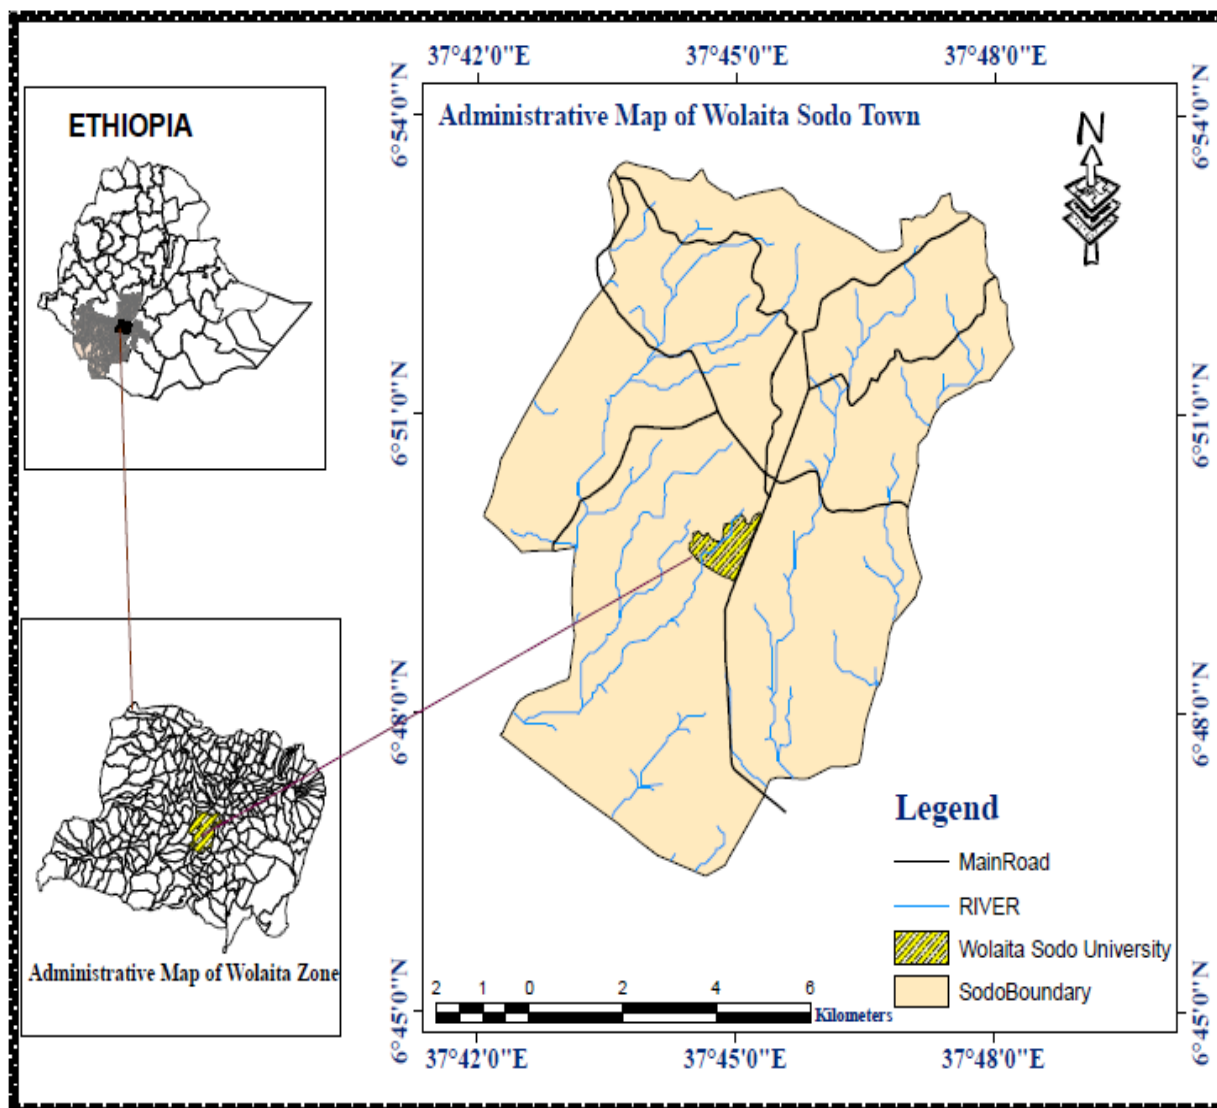 37°42'0"E 37°45'0"E 37°48'0"E
ETHIOPIA
Administrative Map of Wolaita Sodo Town
N
6°54'0"N 6°54'0"N
6°51'0"N 6°51'0"N
6°48'0"N 6°48'0"N
6°45'0"N 6°45'0"N
Administrative Map of Wolaita Zone
Legend
MainRoad
RIVER
Wolaita Sodo University
SodoBoundary
2 1 0 2 4 6
Kilometers
37°42'0"E 37°45'0"E 37°48'0"E